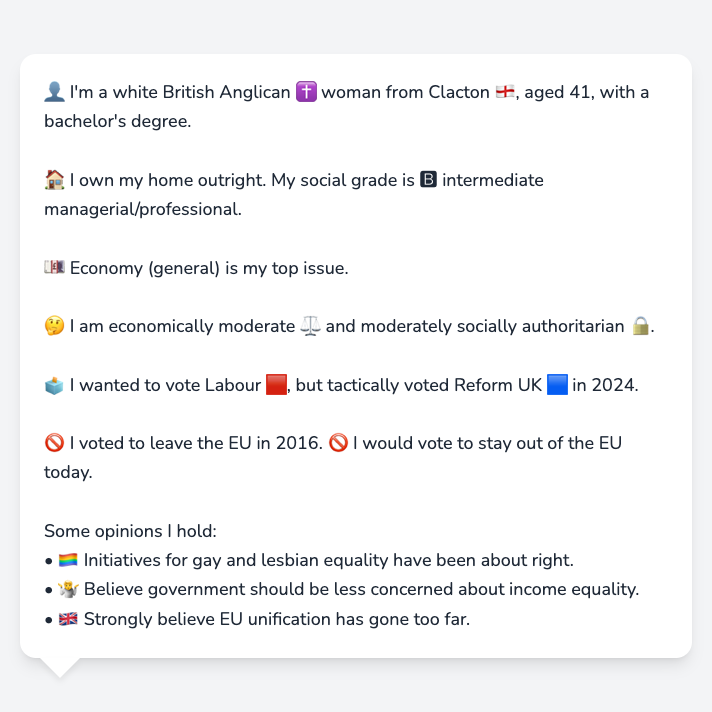 👤 I'm a white British Anglican ✝️ woman from Clacton 🏴󠁧󠁢󠁥󠁮󠁧󠁿, aged 41, with a
bachelor's degree.
🏠 I own my home outright. My social grade is 🅱 intermediate
managerial/professional.
💷 Economy (general) is my top issue.
🤔 I am economically moderate ⚖️ and moderately socially authoritarian 🔒.
🗳️ I wanted to vote Labour 🟥, but tactically voted Reform UK 🟦 in 2024.
🚫 I voted to leave the EU in 2016. 🚫 I would vote to stay out of the EU
today.
Some opinions I hold:
• 🏳️‍🌈 Initiatives for gay and lesbian equality have been about right.
• 🤷 Believe government should be less concerned about income equality.
• 🇬🇧 Strongly believe EU unification has gone too far.